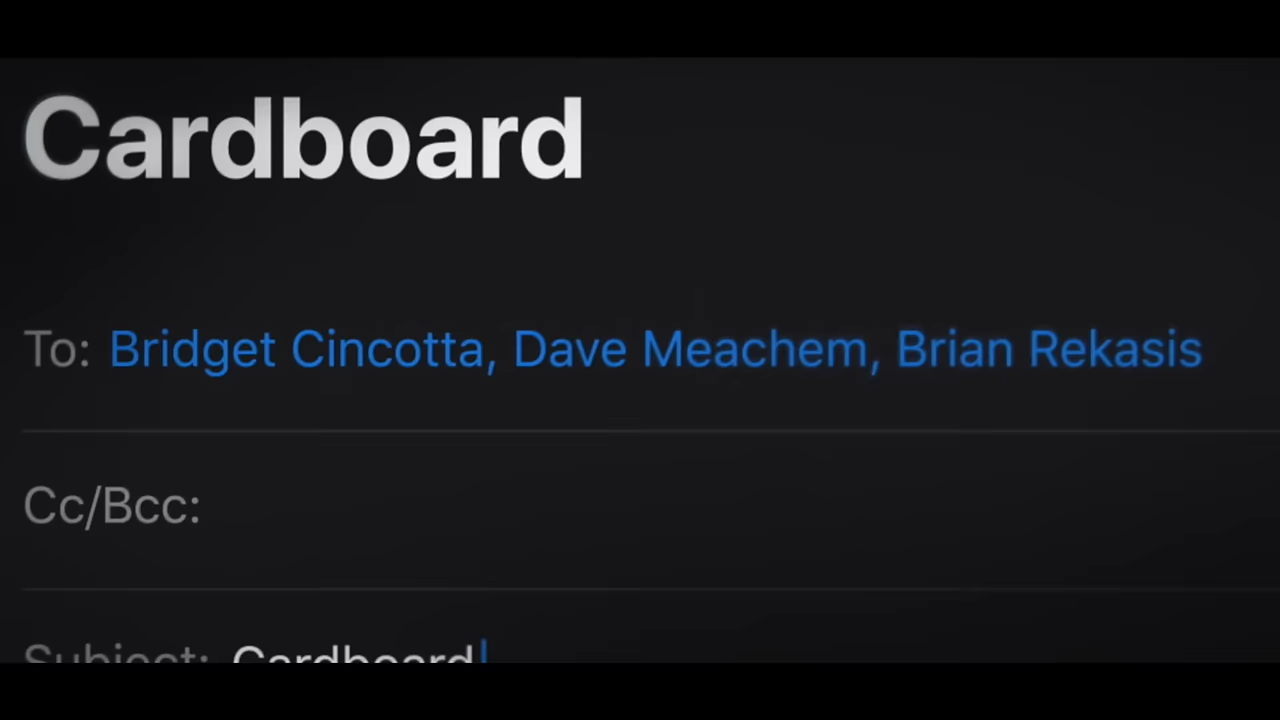 Cardboard
To: Bridget Cincotta, Dave Meachem, Brian Rekasis
Cc/Bcc:
Subject: Cardboard